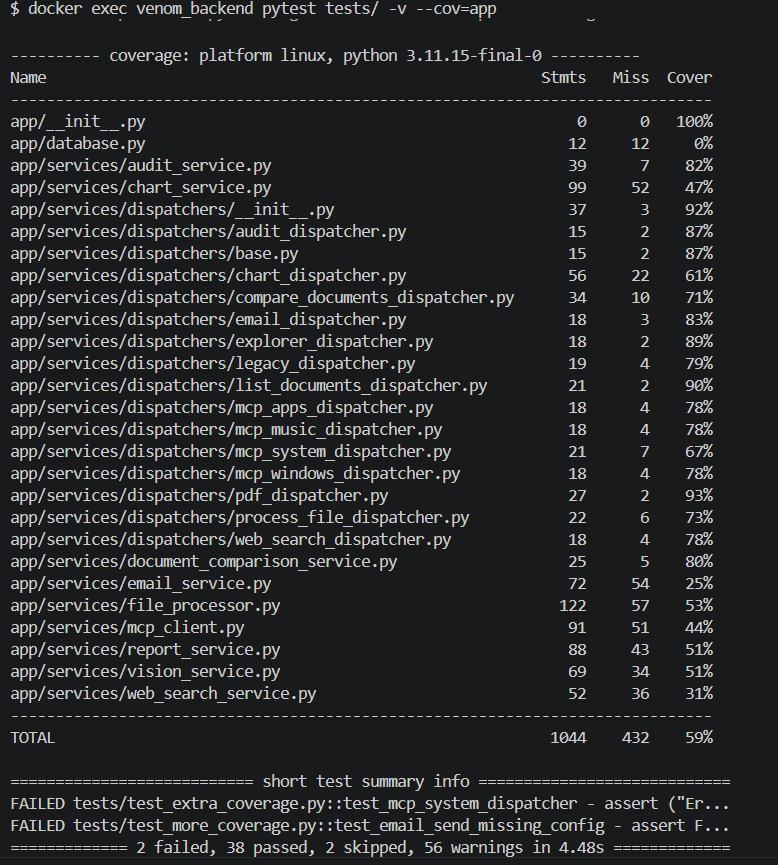 $ docker exec venom_backend pytest tests/ -v --cov=app
---------- coverage: platform linux, python 3.11.15-final-0 ----------
Name Stmts Miss Cover
-------------------------------------------------------------------
app/__init__.py 0 0 100%
app/database.py 12 12 0%
app/services/audit_service.py 39 7 82%
app/services/chart_service.py 99 52 47%
app/services/dispatchers/__init__.py 37 3 92%
app/services/dispatchers/audit_dispatcher.py 15 2 87%
app/services/dispatchers/base.py 15 2 87%
app/services/dispatchers/chart_dispatcher.py 56 22 61%
app/services/dispatchers/compare_documents_dispatcher.py 34 10 71%
app/services/dispatchers/email_dispatcher.py 18 3 83%
app/services/dispatchers/explorer_dispatcher.py 18 2 89%
app/services/dispatchers/legacy_dispatcher.py 19 4 79%
app/services/dispatchers/list_documents_dispatcher.py 21 2 90%
app/services/dispatchers/mcp_apps_dispatcher.py 18 4 78%
app/services/dispatchers/mcp_music_dispatcher.py 18 4 78%
app/services/dispatchers/mcp_system_dispatcher.py 21 7 67%
app/services/dispatchers/mcp_windows_dispatcher.py 18 4 78%
app/services/dispatchers/pdf_dispatcher.py 27 2 93%
app/services/dispatchers/process_file_dispatcher.py 22 6 73%
app/services/dispatchers/web_search_dispatcher.py 18 4 78%
app/services/document_comparison_service.py 25 5 80%
app/services/email_service.py 72 54 25%
app/services/file_processor.py 122 57 53%
app/services/mcp_client.py 91 51 44%
app/services/report_service.py 88 43 51%
app/services/vision_service.py 69 34 51%
app/services/web_search_service.py 52 36 31%
-------------------------------------------------------------------
TOTAL 1044 432 59%
=========================== short test summary info ============================
FAILED tests/test_extra_coverage.py::test_mcp_system_dispatcher - assert ("Er...
FAILED tests/test_more_coverage.py::test_email_send_missing_config - assert F...
============= 2 failed, 38 passed, 2 skipped, 56 warnings in 4.48s =============